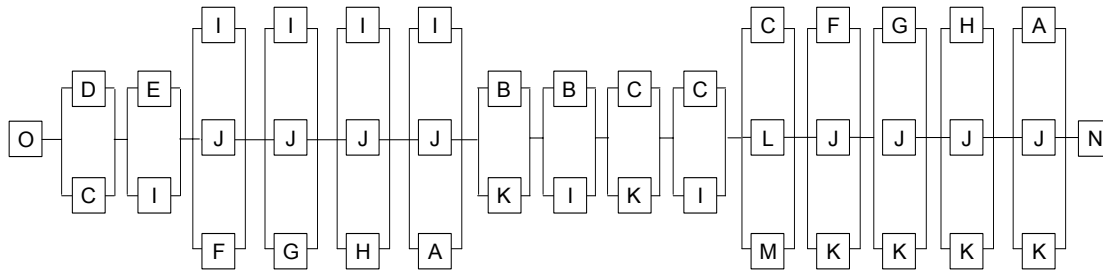 I I I I C F G H A
D E B B C C
O J J J J L J J J J N
C I K I K I
F G H A M K K K K